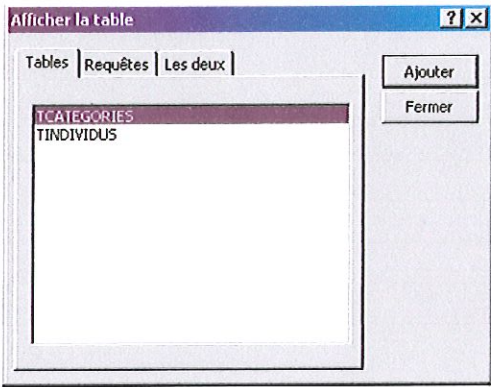 Afficher la table
Tables Requêtes Les deux
Ajouter
Fermer
TCATEGORIES
TINDIVIDUS